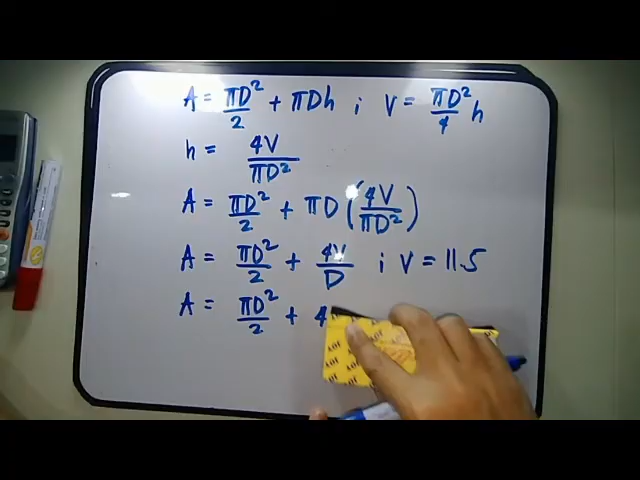 A = πD²/2 + πDh ; V = πD²/4 h
h = 4V/πD²
A = πD²/2 + πD (4V/πD²)
A = πD²/2 + 4V/D ; V = 11.5
A = πD²/2 + 4